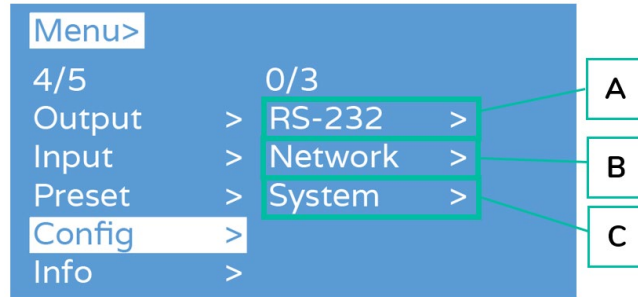 Menu>
4/5 0/3
Output > RS-232 > A
Input > Network > B
Preset > System >
Config > C
Info >